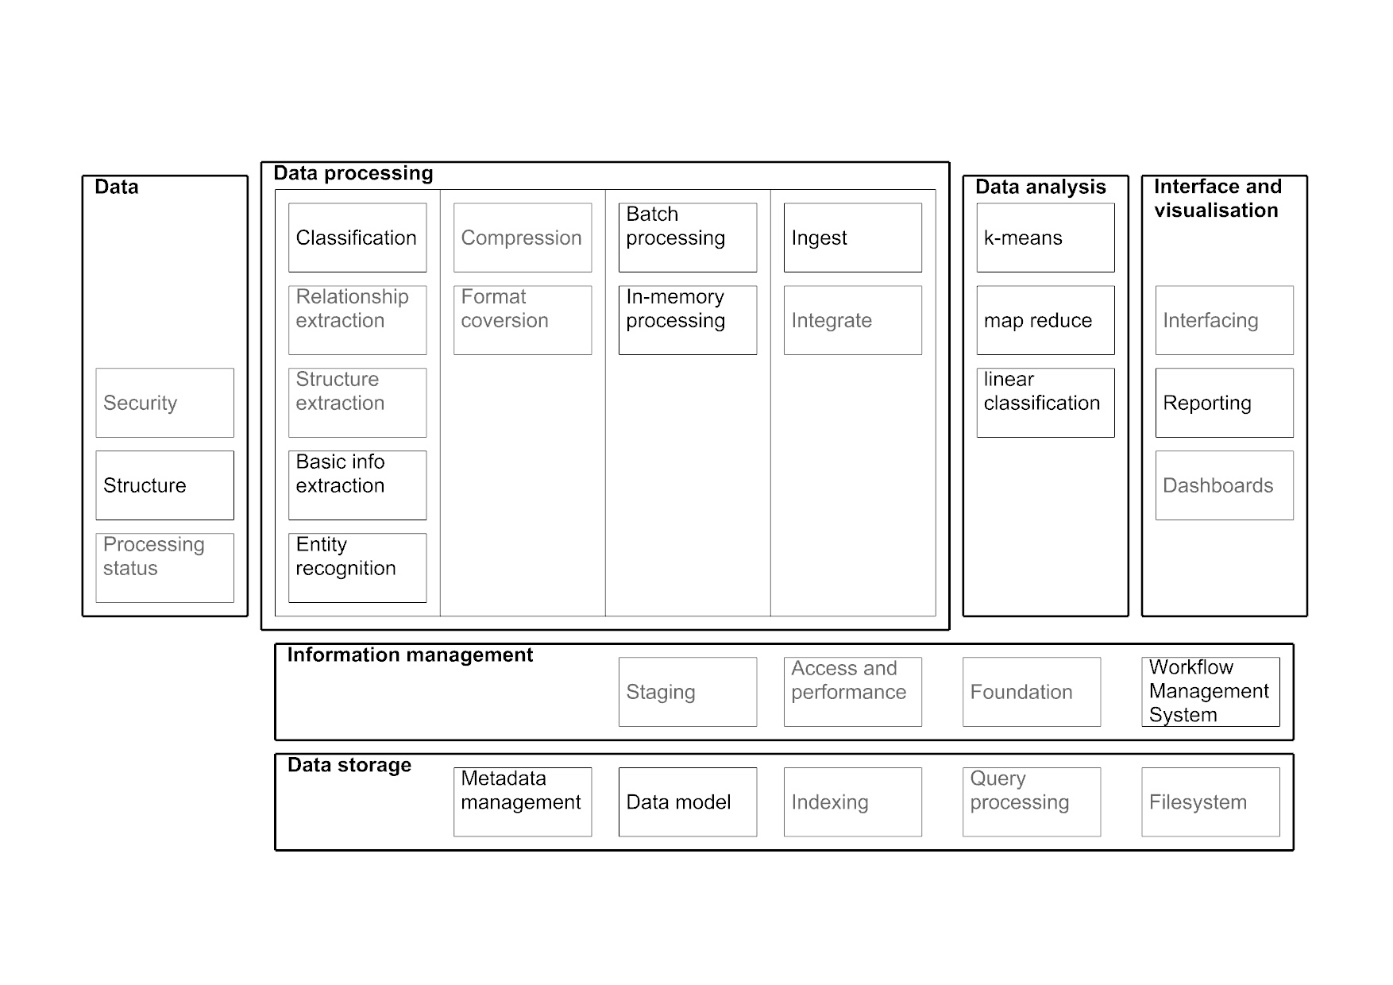 Data
Security
Structure
Processing
status
Data processing
Classification
Relationship
extraction
Structure
extraction
Basic info
extraction
Entity
recognition
Compression
Format
coversion
Batch
processing
In-memory
processing
Ingest
Integrate
Data analysis
k-means
map reduce
linear
classification
Interface and
visualisation
Interfacing
Reporting
Dashboards
Information management
Staging
Access and
performance
Foundation
Workflow
Management
System
Data storage
Metadata
management
Data model
Indexing
Query
processing
Filesystem